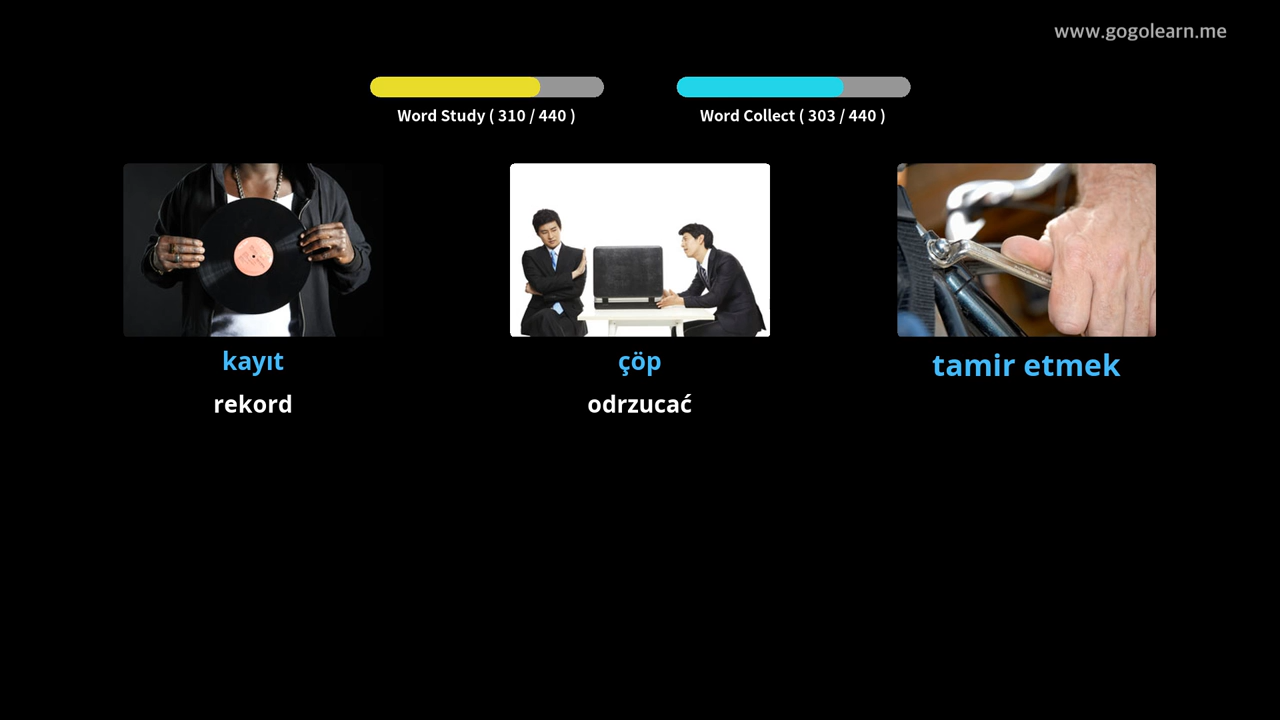 www.gogolearn.me
Word Study ( 310 / 440 )
Word Collect ( 303 / 440 )
kayıt
çöp
tamir etmek
rekord
odrzucać